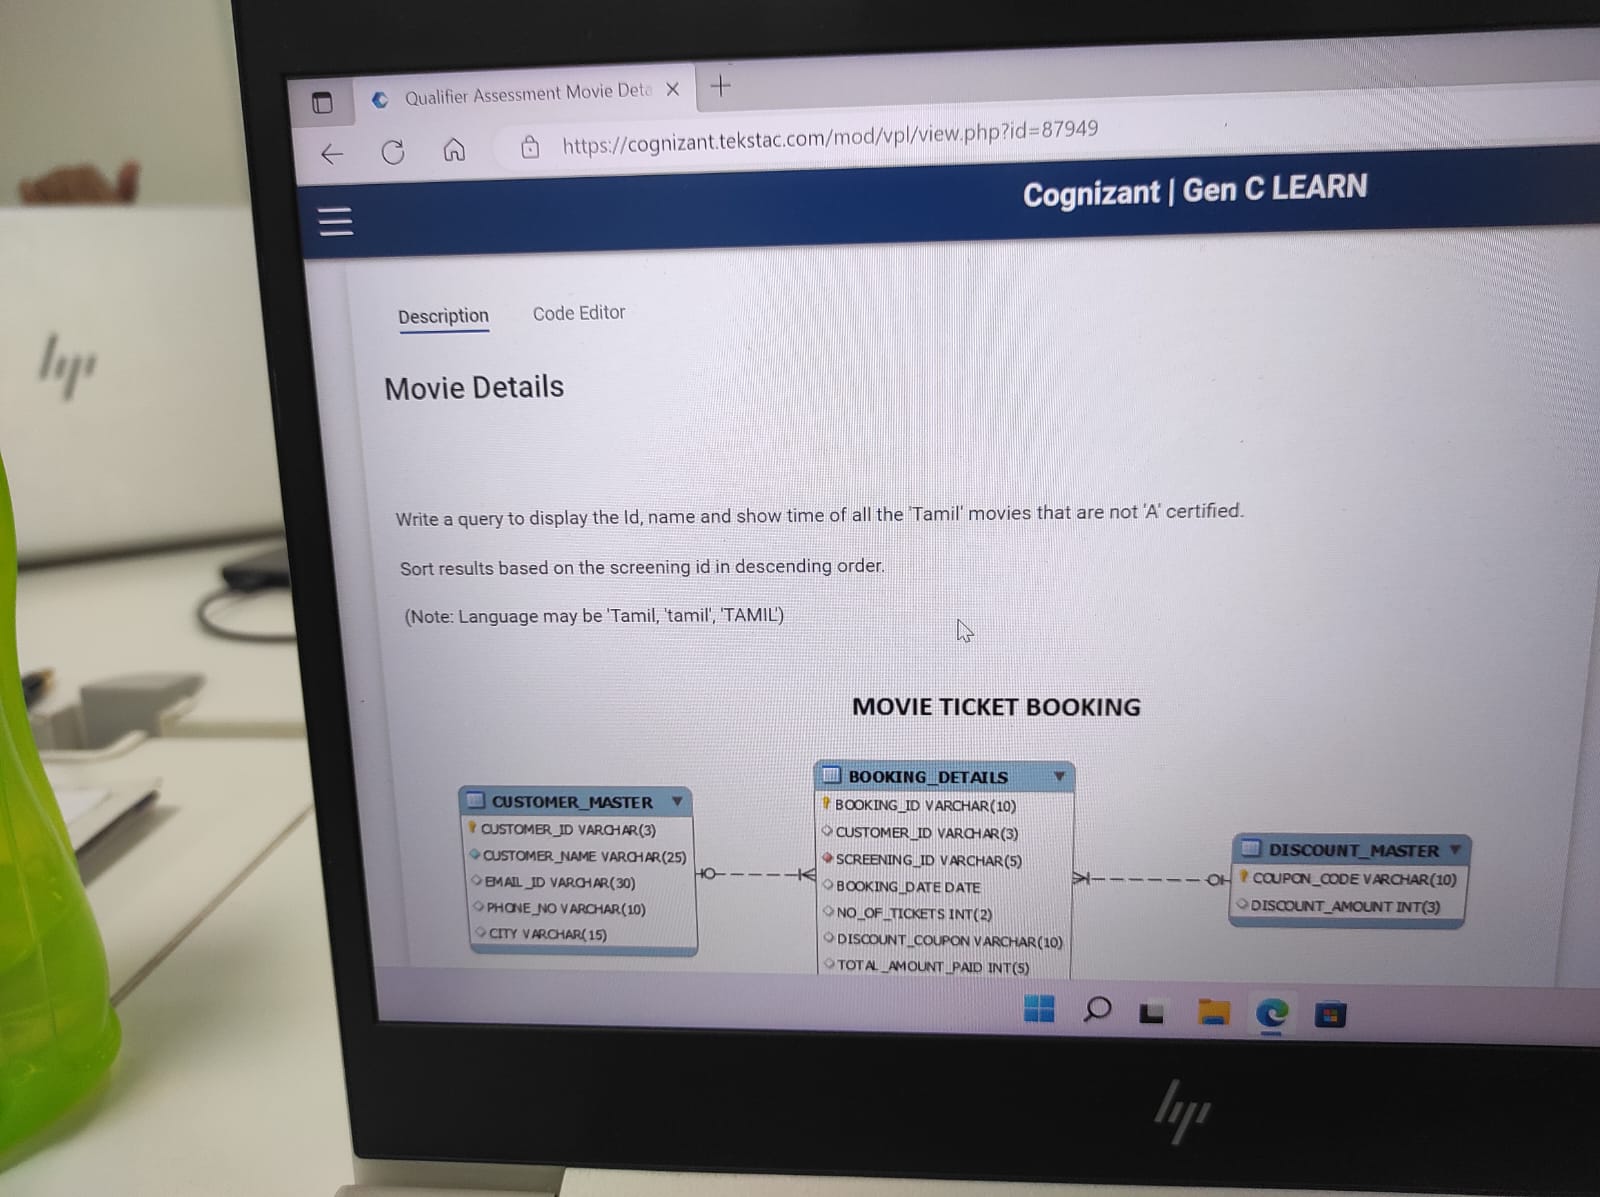 Qualifier Assessment Movie Deta
https://cognizant.tekstac.com/mod/vpl/view.php?id=87949
Cognizant | Gen C LEARN
Description Code Editor
Movie Details
Write a query to display the Id, name and show time of all the 'Tamil' movies that are not 'A' certified.
Sort results based on the screening id in descending order.
(Note: Language may be 'Tamil, 'tamil', 'TAMIL')
MOVIE TICKET BOOKING
CUSTOMER_MASTER
CUSTOMER_ID VARCHAR(3)
CUSTOMER_NAME VARCHAR(25)
EMAIL_ID VARCHAR(30)
PHONE_NO VARCHAR(10)
CITY VARCHAR(15)
BOOKING_DETAILS
BOOKING_ID VARCHAR(10)
CUSTOMER_ID VARCHAR(3)
SCREENING_ID VARCHAR(5)
BOOKING_DATE DATE
NO_OF_TICKETS INT(2)
DISCOUNT_COUPON VARCHAR(10)
TOTAL_AMOUNT_PAID INT(5)
DISCOUNT_MASTER
COUPON_CODE VARCHAR(10)
DISCOUNT_AMOUNT INT(3)
hp
hp